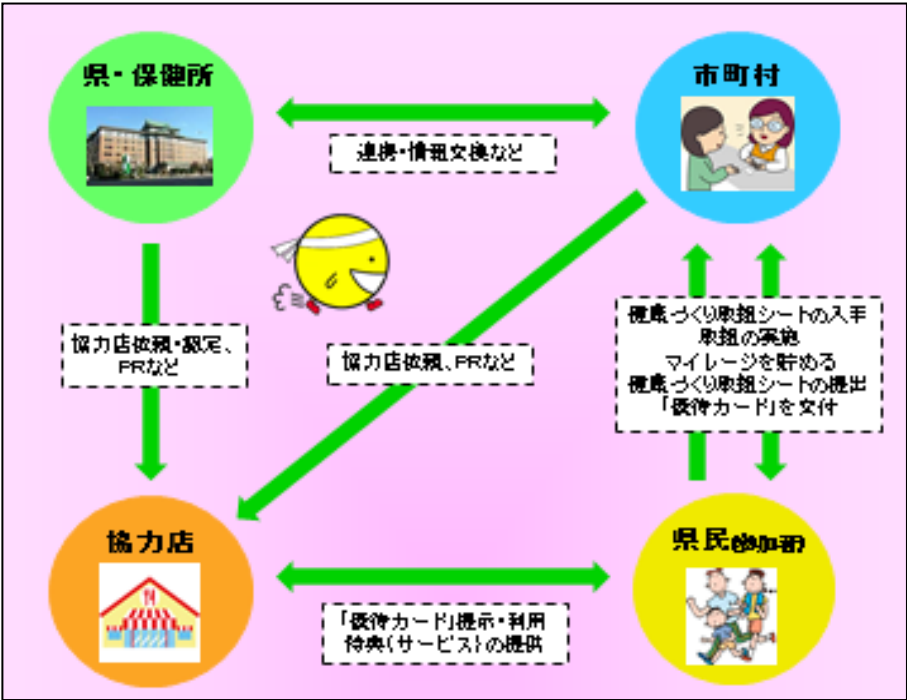 県・保健所
市町村
連携・情報交換など
協力店依頼・認定、
PRなど
協力店依頼、PRなど
健康づくり取組シートの入手
取組の実施
マイレージを貯める
健康づくり取組シートの提出
「優待カード」を交付
協力店
県民(参加者)
「優待カード」提示・利用
特典(サービス)の提供